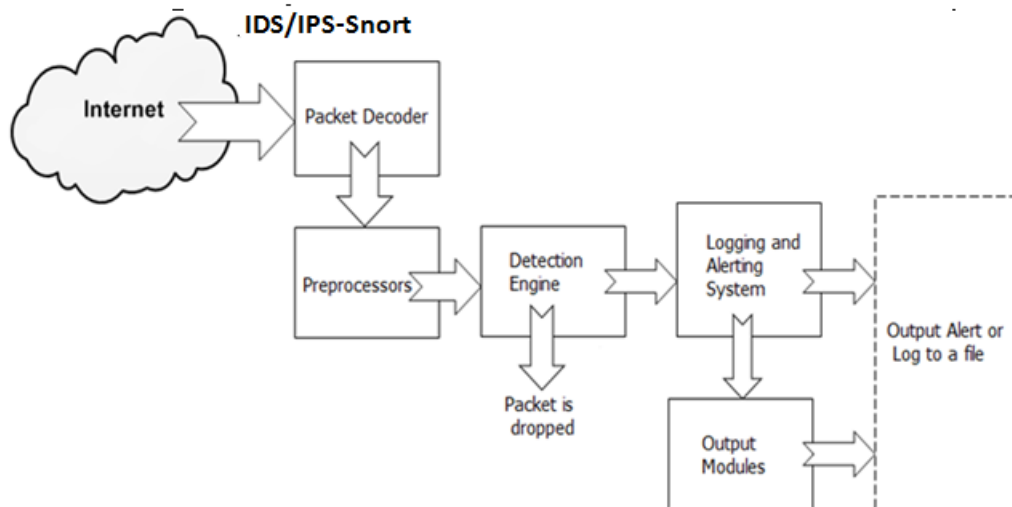 IDS/IPS-Snort
Internet
Packet Decoder
Preprocessors
Detection
Engine
Logging and
Alerting
System
Output Alert or
Log to a file
Packet is
dropped
Output
Modules